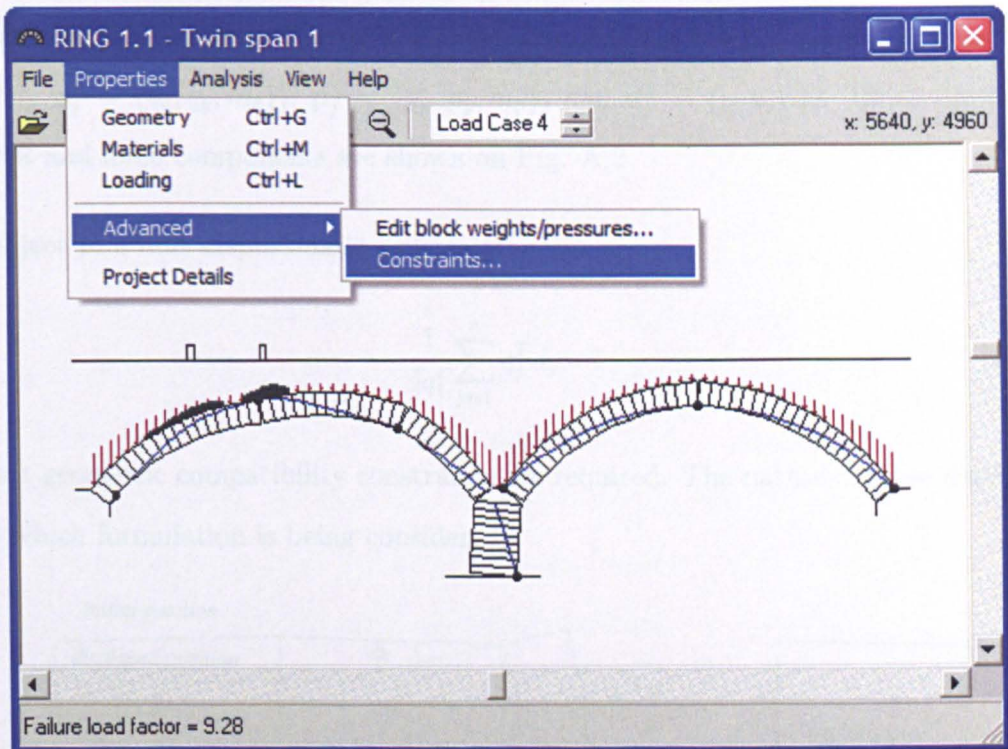 RING 1.1 - Twin span 1
File Properties Analysis View Help
Load Case 4
x: 5640, y: 4960
Geometry Ctrl+G
Materials Ctrl+M
Loading Ctrl+L
Advanced
Edit block weights/pressures...
Constraints...
Project Details
Failure load factor = 9.28